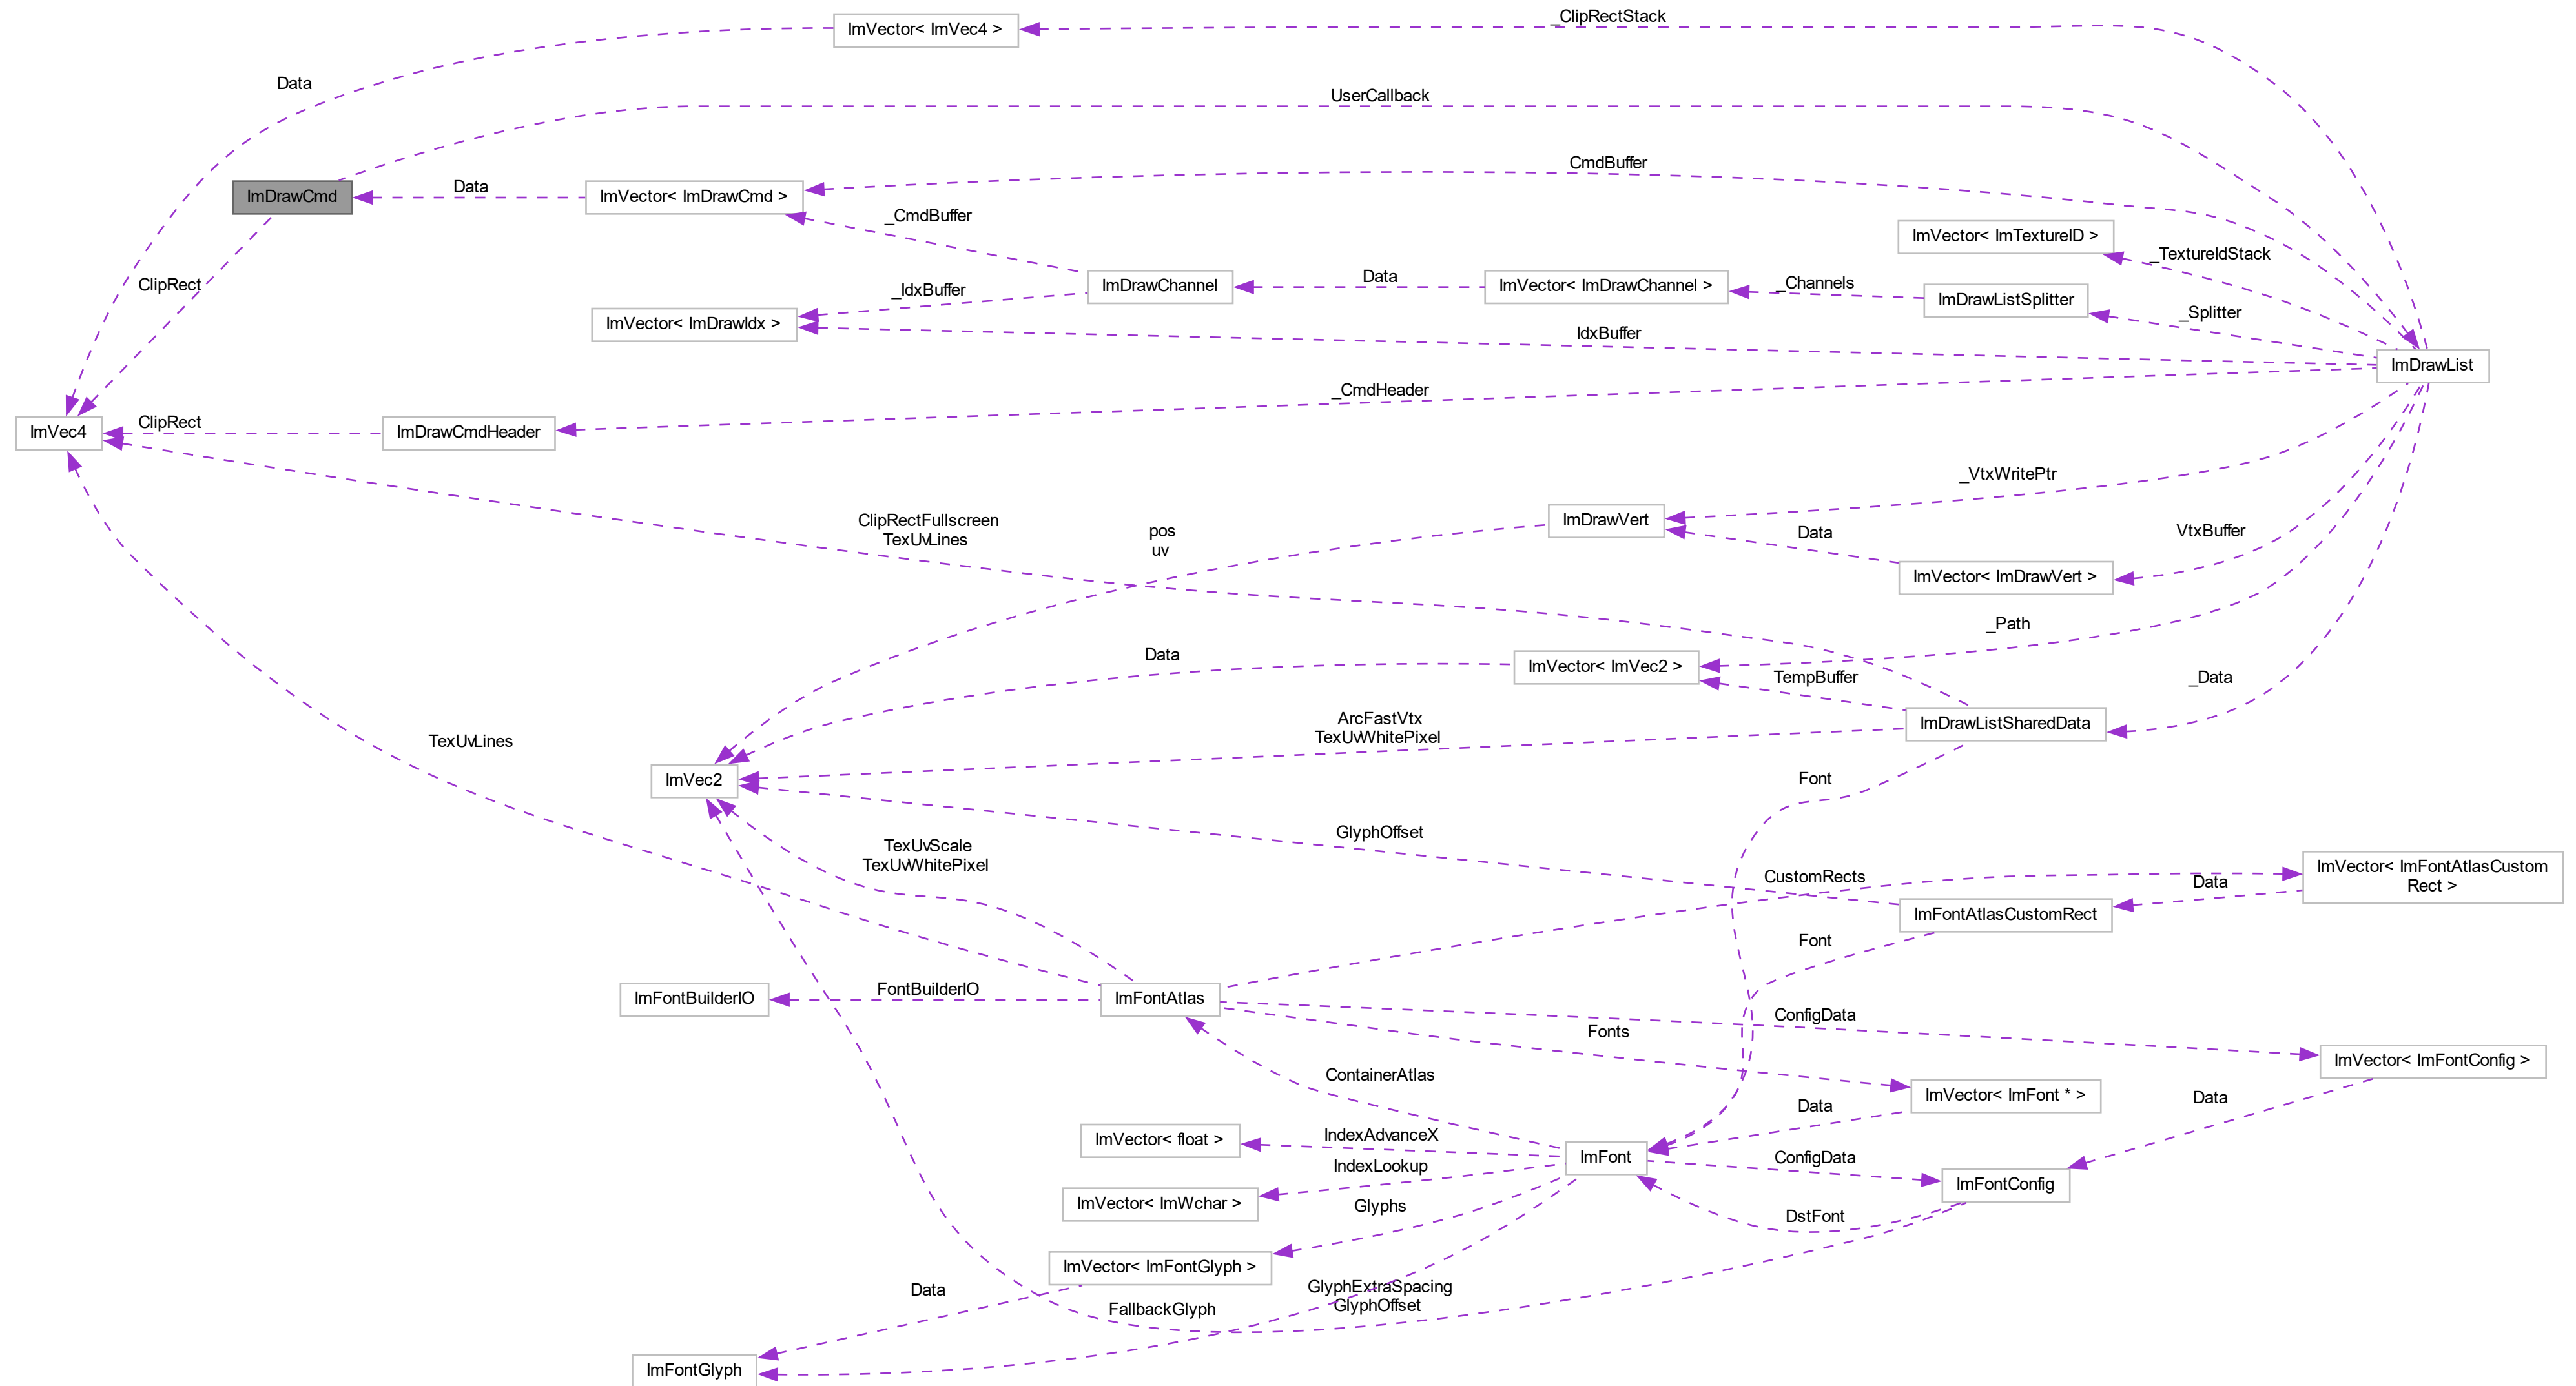 _ClipRectStack
ImVector< ImVec4 >
Data
UserCallback
CmdBuffer
ImDrawCmd
Data
ImVector< ImDrawCmd >
_CmdBuffer
ImVector< ImTextureID >
_TextureIdStack
ClipRect
_IdxBuffer
ImDrawChannel
Data
ImVector< ImDrawChannel >
_Channels
ImDrawListSplitter
_Splitter
ImVector< ImDrawIdx >
IdxBuffer
ImDrawList
_CmdHeader
ImVec4
ClipRect
ImDrawCmdHeader
_VtxWritePtr
ClipRectFullscreen
TexUvLines
pos
uv
ImDrawVert
Data
VtxBuffer
ImVector< ImDrawVert >
_Path
Data
ImVector< ImVec2 >
TempBuffer
_Data
ArcFastVtx
TexUvWhitePixel
ImDrawListSharedData
TexUvLines
ImVec2
Font
GlyphOffset
TexUvScale
TexUvWhitePixel
CustomRects
ImVector< ImFontAtlasCustom
Rect >
Data
ImFontAtlasCustomRect
Font
ImFontBuilderIO
FontBuilderIO
ImFontAtlas
ConfigData
Fonts
ImVector< ImFontConfig >
ContainerAtlas
ImVector< ImFont * >
Data
Data
ImVector< float >
IndexAdvanceX
ImFont
ConfigData
IndexLookup
ImFontConfig
ImVector< ImWchar >
Glyphs
DstFont
ImVector< ImFontGlyph >
Data
FallbackGlyph
GlyphExtraSpacing
GlyphOffset
ImFontGlyph